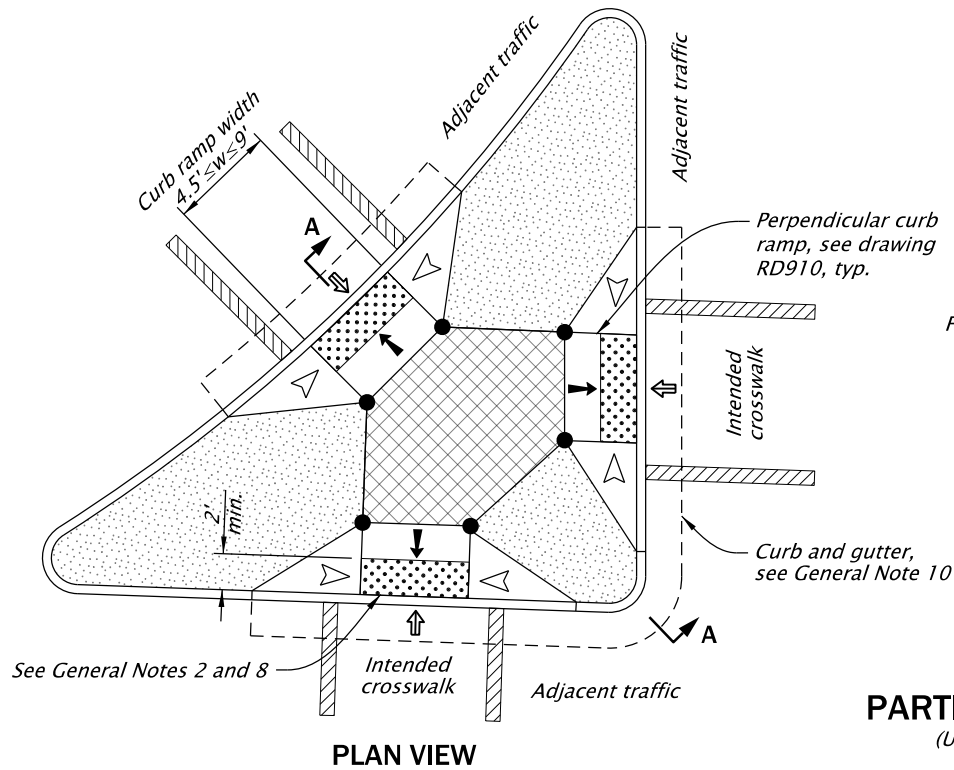 Adjacent traffic
Adjacent traffic
Curb ramp width
4.5' ≤w≤9'
A
Perpendicular curb
ramp, see drawing
RD910, typ.
F
Intended
crosswalk
2'
min.
Curb and gutter,
see General Note 10
A
See General Notes 2 and 8
Intended
crosswalk
Adjacent traffic
PARTI
(U
PLAN VIEW